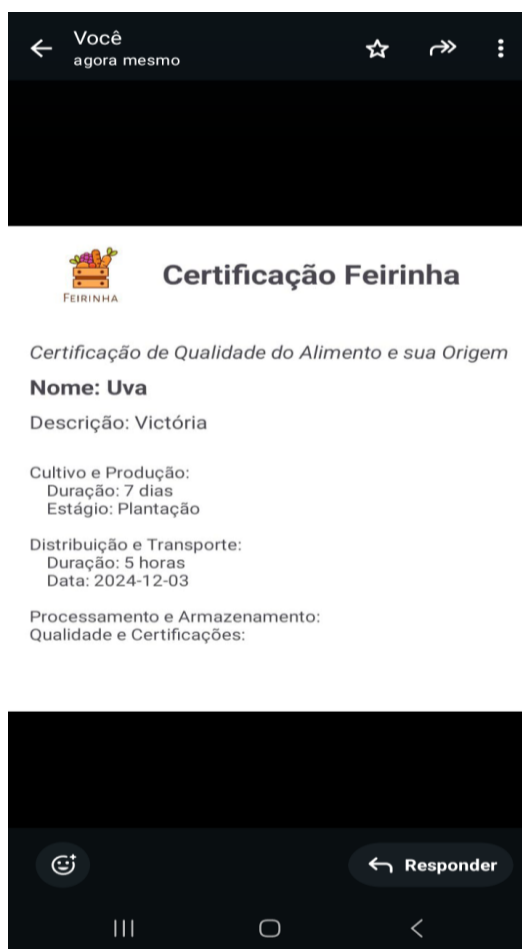 Você
agora mesmo
FEIRINHA
Certificação Feirinha
Certificação de Qualidade do Alimento e sua Origem
Nome: Uva
Descrição: Victória
Cultivo e Produção:
Duração: 7 dias
Estágio: Plantação
Distribuição e Transporte:
Duração: 5 horas
Data: 2024-12-03
Processamento e Armazenamento:
Qualidade e Certificações:
Responder